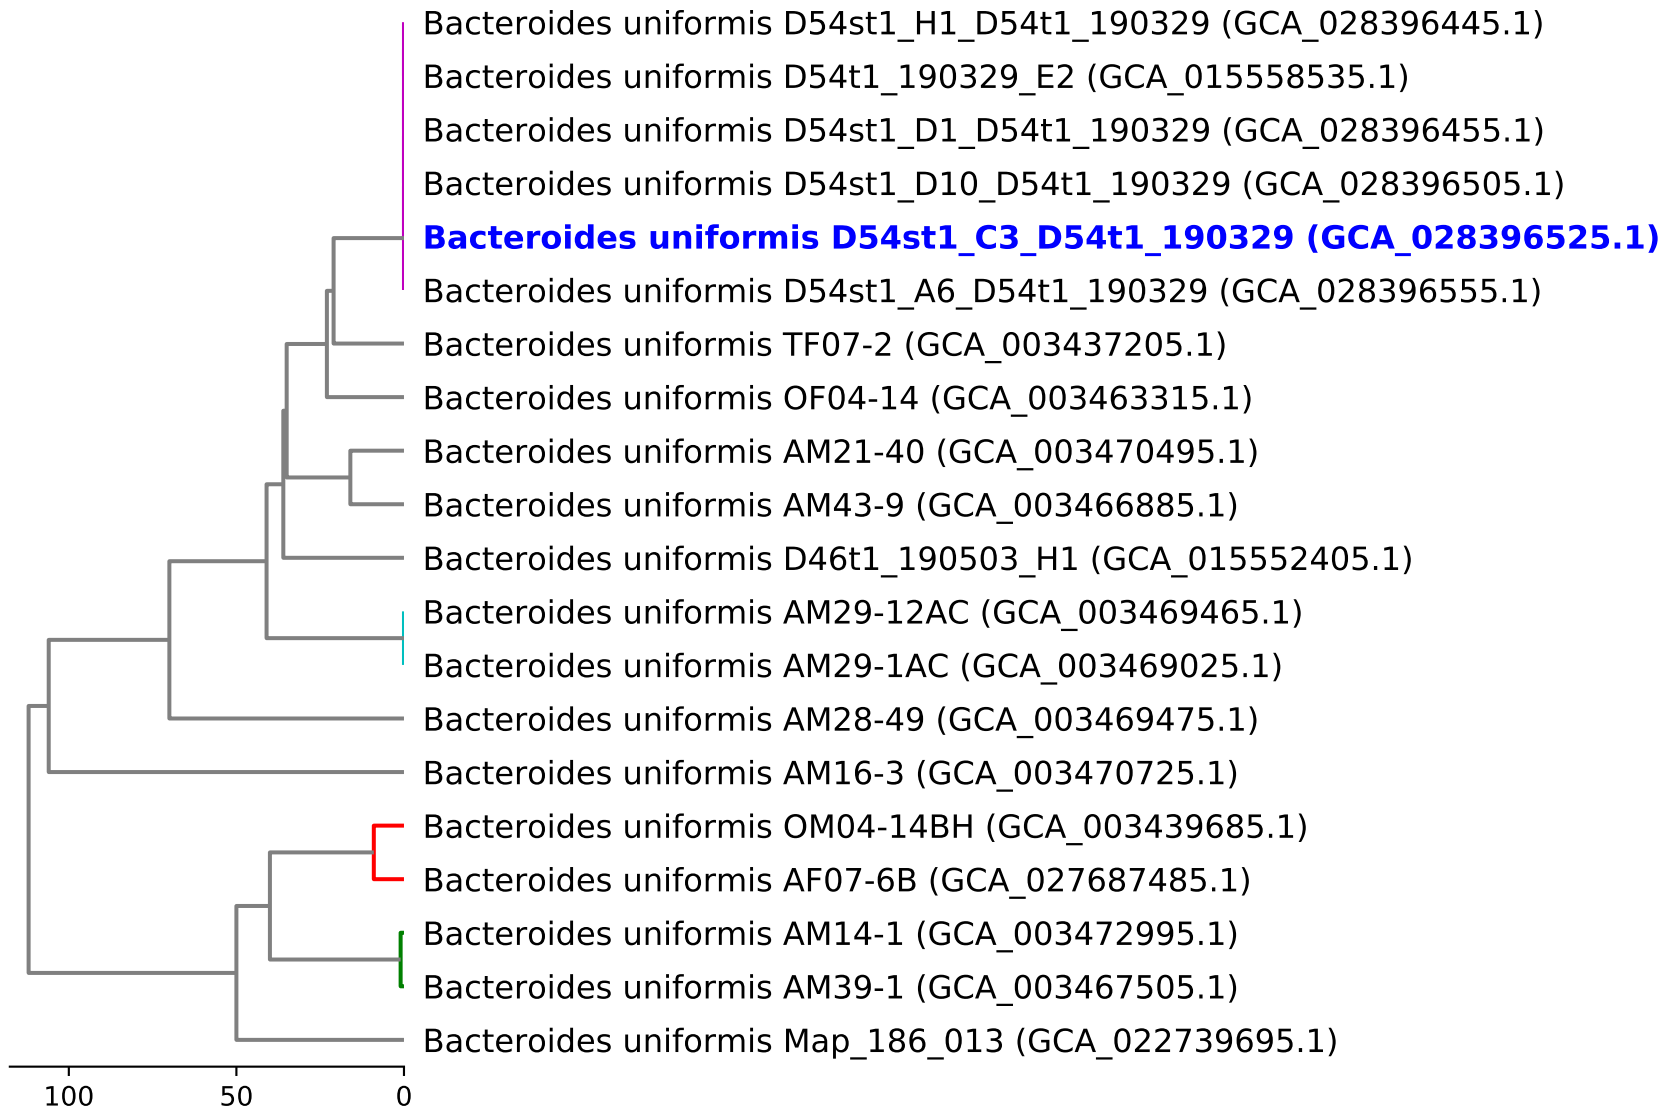 Bacteroides uniformis D54st1_H1_D54t1_190329 (GCA_028396445.1)
Bacteroides uniformis D54t1_190329_E2 (GCA_015558535.1)
Bacteroides uniformis D54st1_D1_D54t1_190329 (GCA_028396455.1)
Bacteroides uniformis D54st1_D10_D54t1_190329 (GCA_028396505.1)
Bacteroides uniformis D54st1_C3_D54t1_190329 (GCA_028396525.1)
Bacteroides uniformis D54st1_A6_D54t1_190329 (GCA_028396555.1)
Bacteroides uniformis TF07-2 (GCA_003437205.1)
Bacteroides uniformis OF04-14 (GCA_003463315.1)
Bacteroides uniformis AM21-40 (GCA_003470495.1)
Bacteroides uniformis AM43-9 (GCA_003466885.1)
Bacteroides uniformis D46t1_190503_H1 (GCA_015552405.1)
Bacteroides uniformis AM29-12AC (GCA_003469465.1)
Bacteroides uniformis AM29-1AC (GCA_003469025.1)
Bacteroides uniformis AM28-49 (GCA_003469475.1)
Bacteroides uniformis AM16-3 (GCA_003470725.1)
Bacteroides uniformis OM04-14BH (GCA_003439685.1)
Bacteroides uniformis AF07-6B (GCA_027687485.1)
Bacteroides uniformis AM14-1 (GCA_003472995.1)
Bacteroides uniformis AM39-1 (GCA_003467505.1)
Bacteroides uniformis Map_186_013 (GCA_022739695.1)
100 50 0